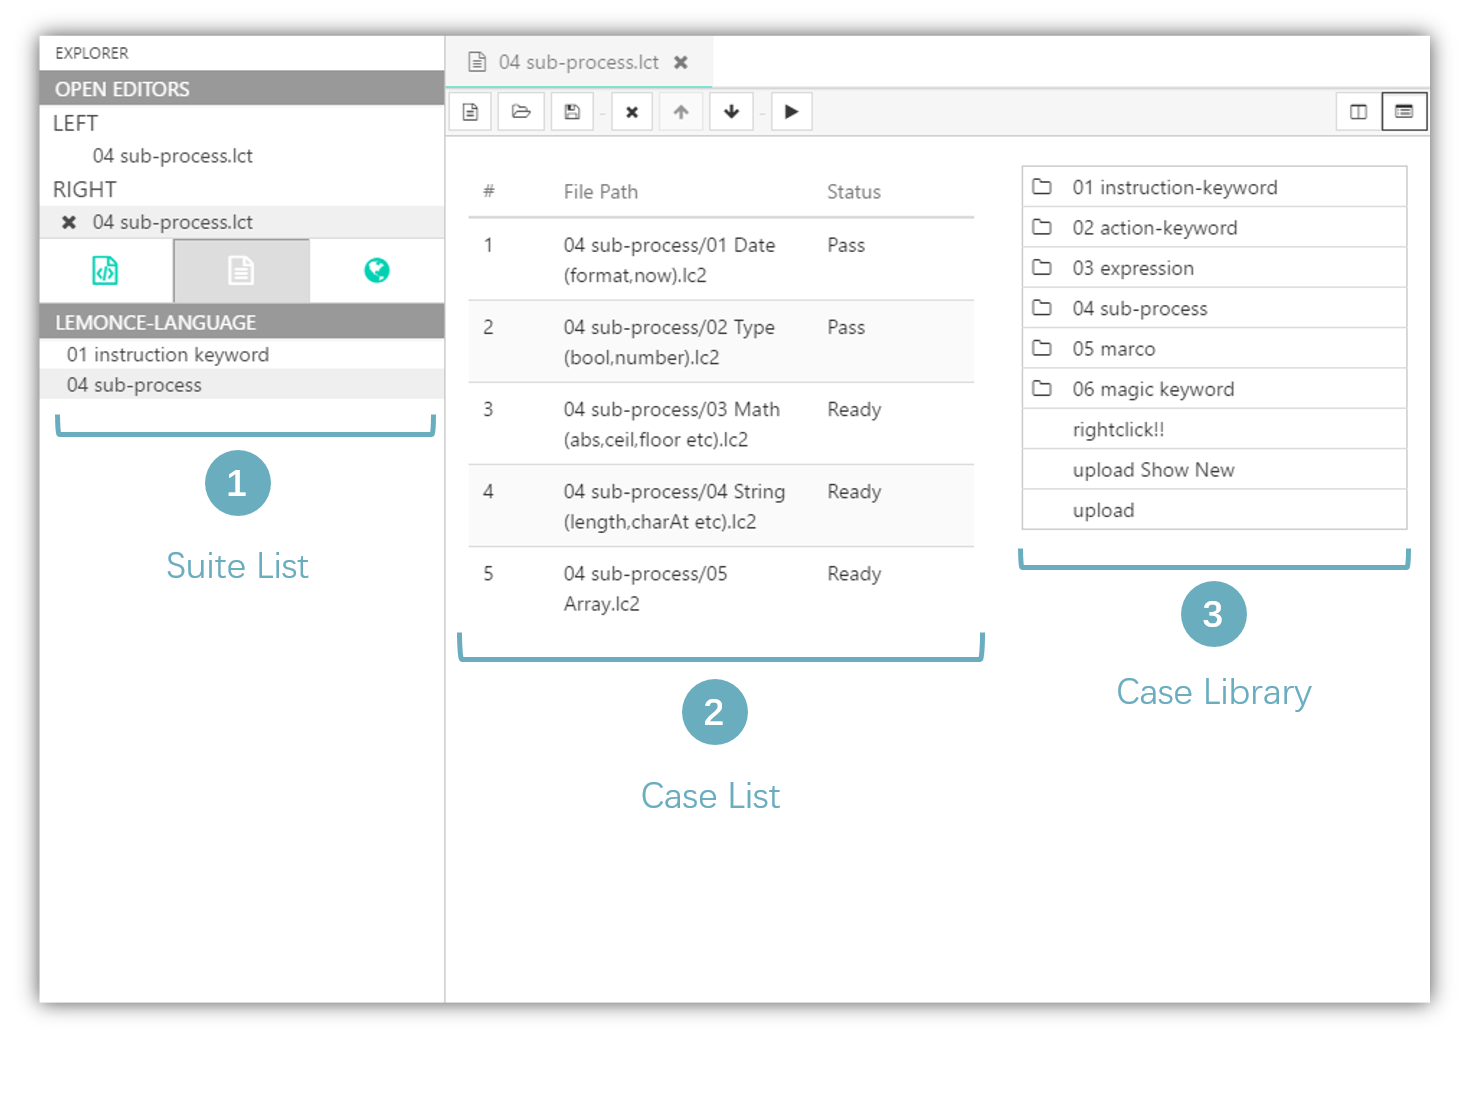 EXPLORER
OPEN EDITORS
LEFT
04 sub-process.lct
RIGHT
04 sub-process.lct
LEMONCE-LANGUAGE
01 instruction keyword
04 sub-process
1
Suite List
04 sub-process.lct
# File Path Status
1 04 sub-process/01 Date Pass
(format,now).lc2
2 04 sub-process/02 Type Pass
(bool,number).lc2
3 04 sub-process/03 Math Ready
(abs,ceil,floor etc).lc2
4 04 sub-process/04 String Ready
(length,charAt etc).lc2
5 04 sub-process/05 Ready
Array.lc2
2
Case List
01 instruction-keyword
02 action-keyword
03 expression
04 sub-process
05 marco
06 magic keyword
rightclick!!
upload Show New
upload
3
Case Library